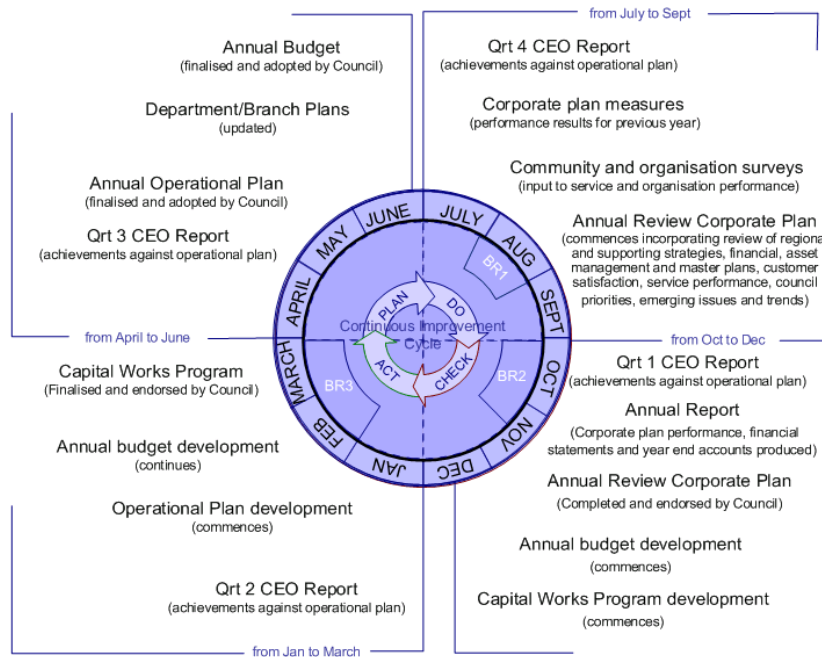 from July to Sept
Annual Budget
(finalised and adopted by Council)
Department/Branch Plans
(updated)
Annual Operational Plan
(finalised and adopted by Council)
Qrt 3 CEO Report
(achievements against operational plan)
from April to June
Qrt 4 CEO Report
(achievements against operational plan)
Corporate plan measures
(performance results for previous year)
Community and organisation surveys
(input to service and organisation performance)
Annual Review Corporate Plan
(commences incorporating review of regional
and supporting strategies, financial, asset
management and master plans, customer
satisfaction, service performance, council
priorities, emerging issues and trends)
from Oct to Dec
JULY
AUG
SEPT
OCT
NOV
DEC
JAN
FEB
MARCH
APRIL
MAY
JUNE
BR1
BR2
BR3
PLAN
DO
CHECK
ACT
Continuous Improvement
Cycle
Capital Works Program
(Finalised and endorsed by Council)
Annual budget development
(continues)
Operational Plan development
(commences)
Qrt 2 CEO Report
(achievements against operational plan)
from Jan to March
Qrt 1 CEO Report
(achievements against operational plan)
Annual Report
(Corporate plan performance, financial
statements and year end accounts produced)
Annual Review Corporate Plan
(Completed and endorsed by Council)
Annual budget development
(commences)
Capital Works Program development
(commences)